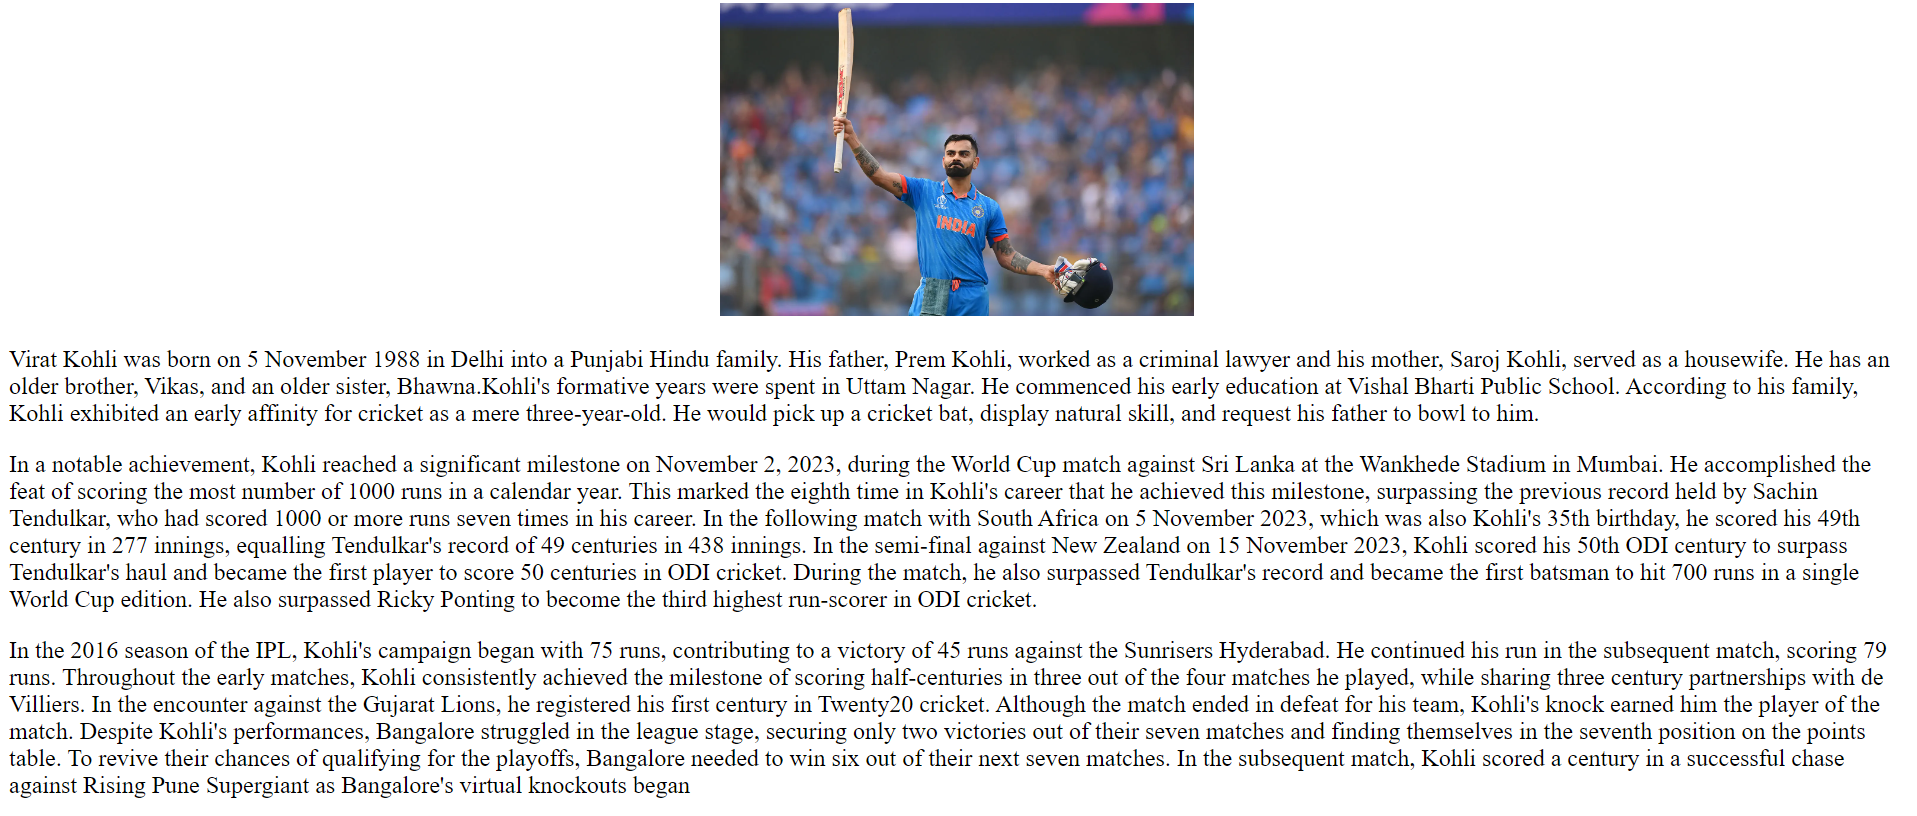 INDIA
Virat Kohli was born on 5 November 1988 in Delhi into a Punjabi Hindu family. His father, Prem Kohli, worked as a criminal lawyer and his mother, Saroj Kohli, served as a housewife. He has an
older brother, Vikas, and an older sister, Bhawna.Kohli's formative years were spent in Uttam Nagar. He commenced his early education at Vishal Bharti Public School. According to his family,
Kohli exhibited an early affinity for cricket as a mere three-year-old. He would pick up a cricket bat, display natural skill, and request his father to bowl to him.
In a notable achievement, Kohli reached a significant milestone on November 2, 2023, during the World Cup match against Sri Lanka at the Wankhede Stadium in Mumbai. He accomplished the
feat of scoring the most number of 1000 runs in a calendar year. This marked the eighth time in Kohli's career that he achieved this milestone, surpassing the previous record held by Sachin
Tendulkar, who had scored 1000 or more runs seven times in his career. In the following match with South Africa on 5 November 2023, which was also Kohli's 35th birthday, he scored his 49th
century in 277 innings, equalling Tendulkar's record of 49 centuries in 438 innings. In the semi-final against New Zealand on 15 November 2023, Kohli scored his 50th ODI century to surpass
Tendulkar's haul and became the first player to score 50 centuries in ODI cricket. During the match, he also surpassed Tendulkar's record and became the first batsman to hit 700 runs in a single
World Cup edition. He also surpassed Ricky Ponting to become the third highest run-scorer in ODI cricket.
In the 2016 season of the IPL, Kohli's campaign began with 75 runs, contributing to a victory of 45 runs against the Sunrisers Hyderabad. He continued his run in the subsequent match, scoring 79
runs. Throughout the early matches, Kohli consistently achieved the milestone of scoring half-centuries in three out of the four matches he played, while sharing three century partnerships with de
Villiers. In the encounter against the Gujarat Lions, he registered his first century in Twenty20 cricket. Although the match ended in defeat for his team, Kohli's knock earned him the player of the
match. Despite Kohli's performances, Bangalore struggled in the league stage, securing only two victories out of their seven matches and finding themselves in the seventh position on the points
table. To revive their chances of qualifying for the playoffs, Bangalore needed to win six out of their next seven matches. In the subsequent match, Kohli scored a century in a successful chase
against Rising Pune Supergiant as Bangalore's virtual knockouts began